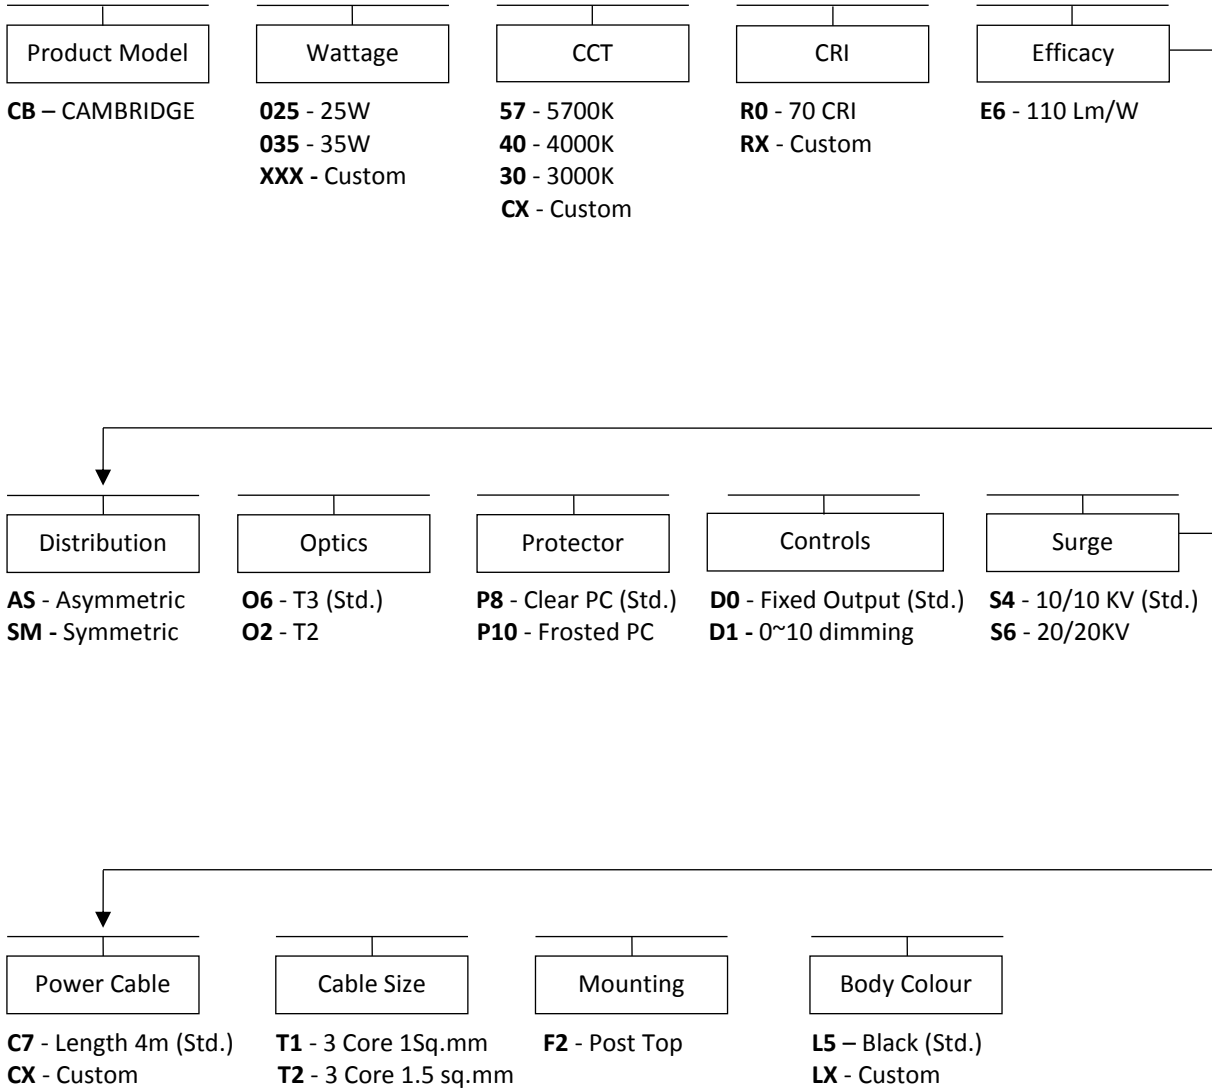 Product Model
Wattage
CCT
CRI
Efficacy
CB – CAMBRIDGE
025 - 25W
035 - 35W
XXX - Custom
57 - 5700K
40 - 4000K
30 - 3000K
CX - Custom
R0 - 70 CRI
RX - Custom
E6 - 110 Lm/W
Distribution
Optics
Protector
Controls
Surge
AS - Asymmetric
SM - Symmetric
O6 - T3 (Std.)
O2 - T2
P8 - Clear PC (Std.)
P10 - Frosted PC
D0 - Fixed Output (Std.)
D1 - 0~10 dimming
S4 - 10/10 KV (Std.)
S6 - 20/20KV
Power Cable
Cable Size
Mounting
Body Colour
C7 - Length 4m (Std.)
CX - Custom
T1 - 3 Core 1Sq.mm
T2 - 3 Core 1.5 sq.mm
F2 - Post Top
L5 – Black (Std.)
LX - Custom